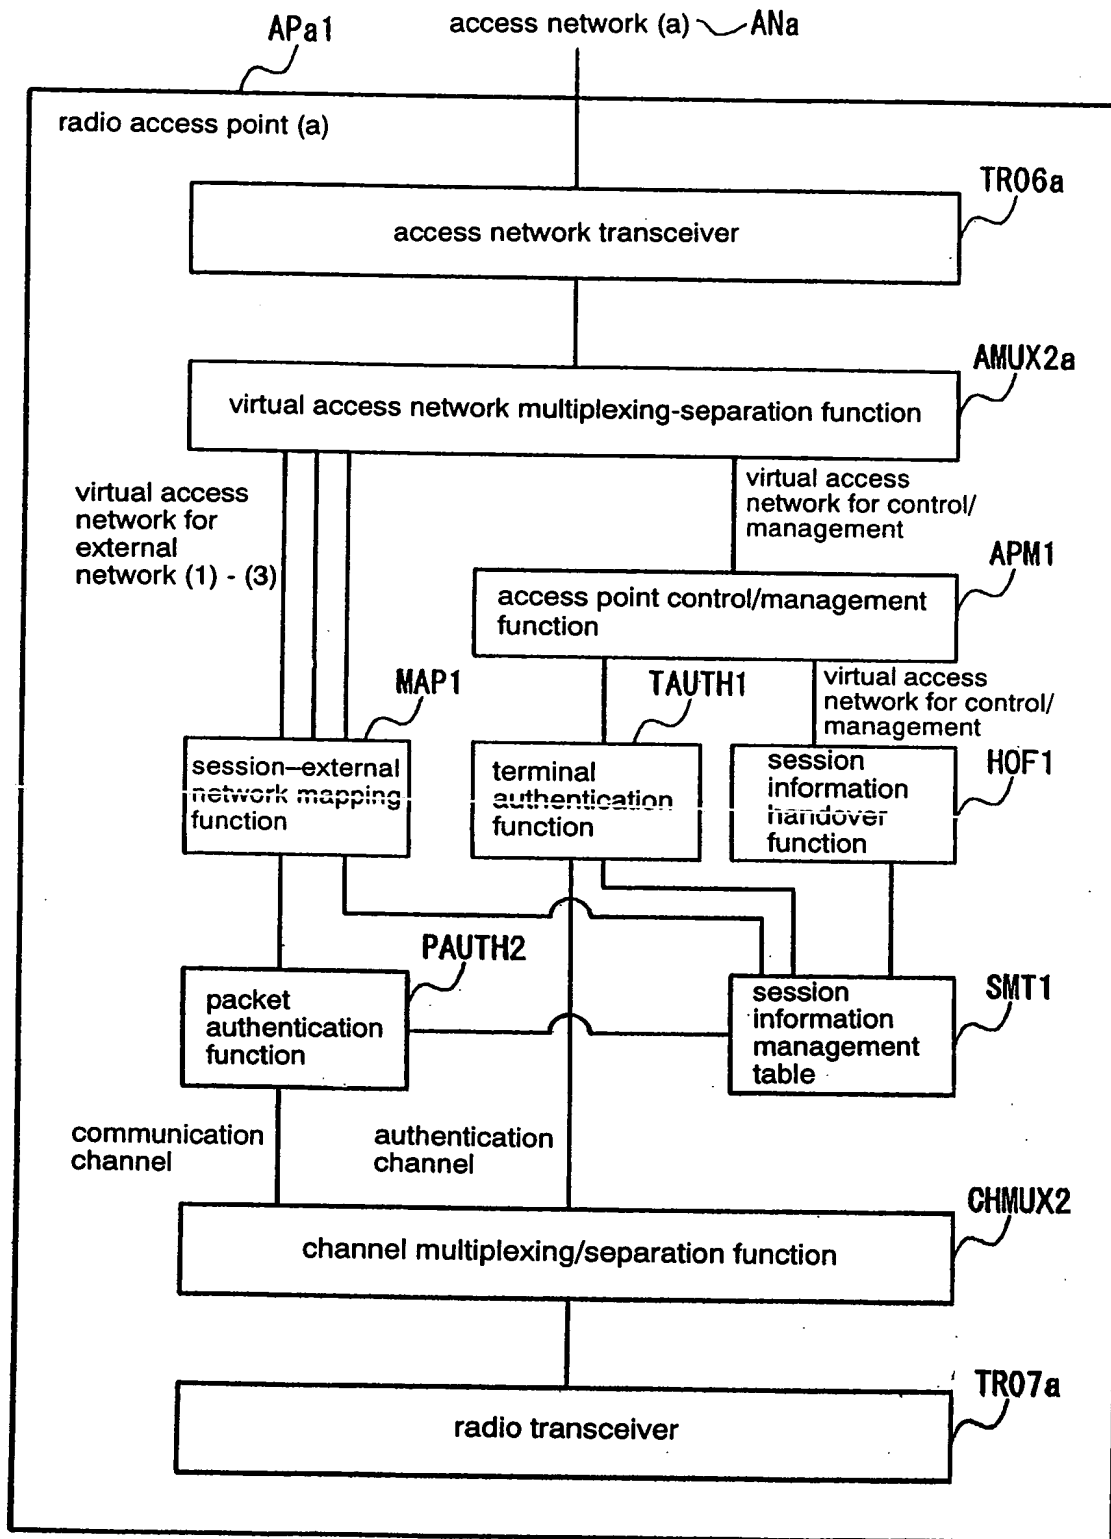 APa1
access network (a)
ANa
radio access point (a)
TR06a
access network transceiver
AMUX2a
virtual access network multiplexing-separation function
virtual access
network for
external
network (1) - (3)
virtual access
network for control/
management
APM1
access point control/management
function
MAP1
TAUTH1
virtual access
network for control/
management
session–external
network mapping
function
terminal
authentication
function
session
information
handover
function
HOF1
PAUTH2
packet
authentication
function
session
information
management
table
SMT1
communication
channel
authentication
channel
CHMUX2
channel multiplexing/separation function
TR07a
radio transceiver